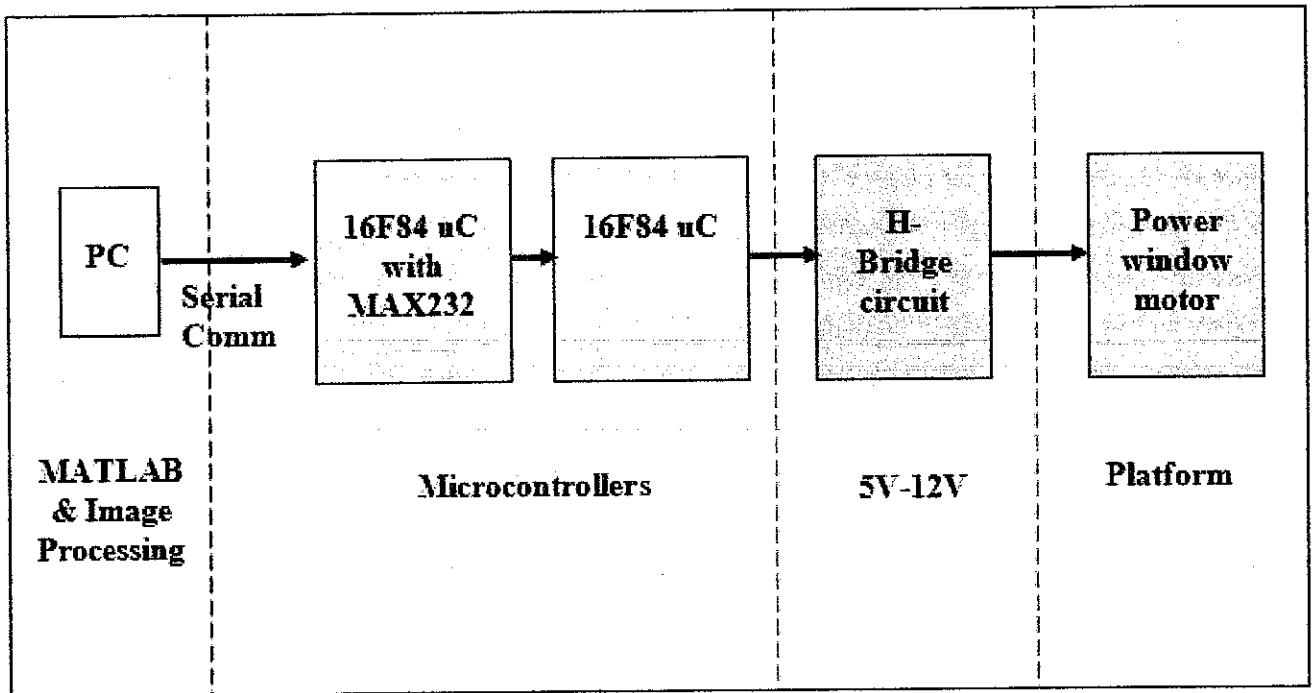 PC
Serial
Comm
16F84 uC
with
MAX232
16F84 uC
H-
Bridge
circuit
Power
window
motor
MATLAB
& Image
Processing
Microcontrollers
5V-12V
Platform